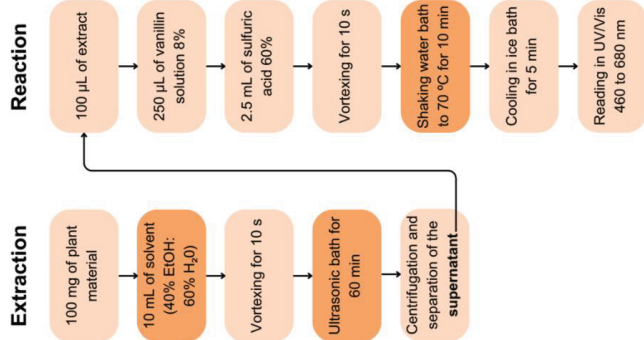 Extraction
100 mg of plant
material
10 mL of solvent
(40% EtOH:
60% H₂0)
Vortexing for 10 s
Ultrasonic bath for
60 min
Centrifugation and
separation of the
supernatant
Reaction
100 µL of extract
250 µL of vanillin
solution 8%
2.5 mL of sulfuric
acid 60%
Vortexing for 10 s
Shaking water bath
to 70 ºC for 10 min
Cooling in ice bath
for 5 min
Reading in UV/Vis
460 to 680 nm